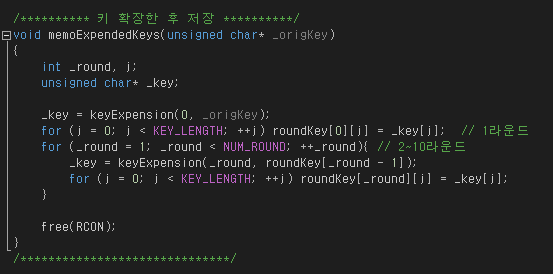 /********** 키 확장한 후 저장 **********/
void memoExpendedKeys(unsigned char* _origKey)
{
    int _round, j;
    unsigned char* _key;
    _key = keyExpension(0, _origKey);
    for (j = 0; j < KEY_LENGTH; ++j) roundKey[0][j] = _key[j];  // 1라운드
    for (_round = 1; _round < NUM_ROUND; ++_round){ // 2~10라운드
        _key = keyExpension(_round, roundKey[_round - 1]);
        for (j = 0; j < KEY_LENGTH; ++j) roundKey[_round][j] = _key[j];
    }
    free(RCON);
}
/******************************/